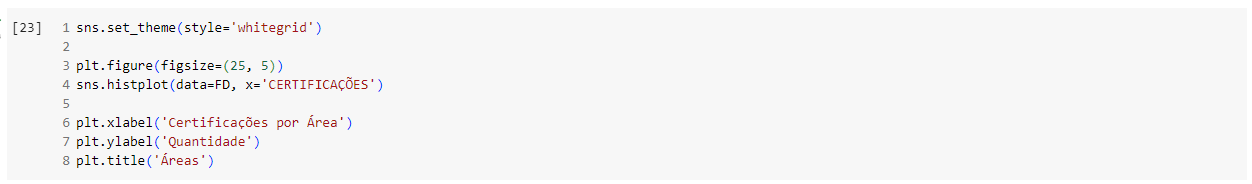 [23] 1 sns.set_theme(style='whitegrid')
2
3 plt.figure(figsize=(25, 5))
4 sns.histplot(data=FD, x='CERTIFICAÇÕES')
5
6 plt.xlabel('Certificações por Área')
7 plt.ylabel('Quantidade')
8 plt.title('Áreas')